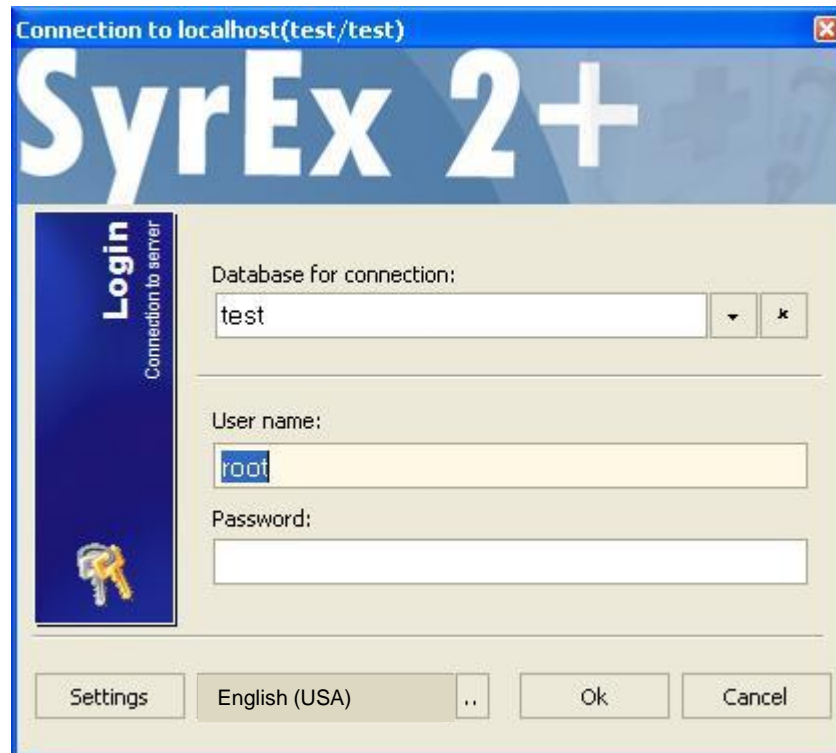 Connection to localhost(test/test)
SyrEx 2+
Login
Connection to server
Database for connection:
test
User name:
root
Password:
Settings
English (USA)
..
Ok
Cancel